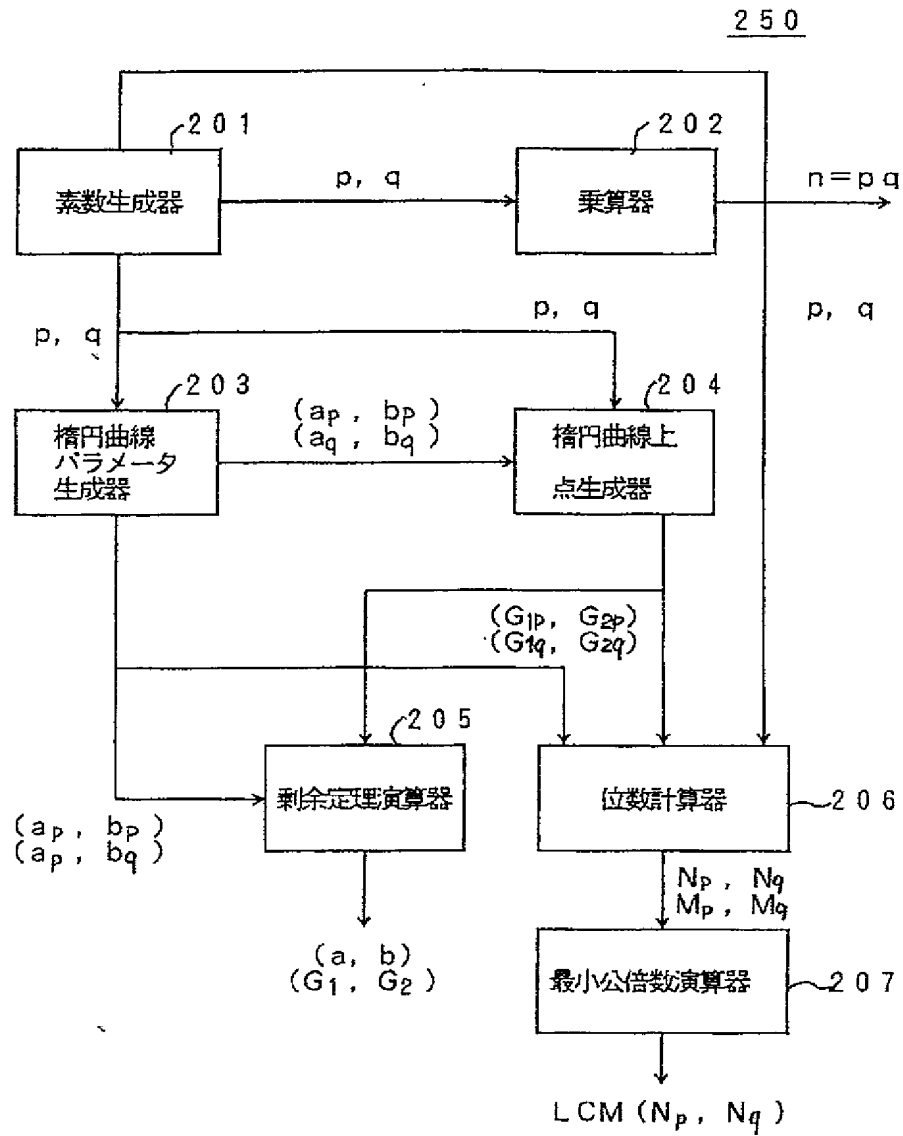 250
201
202
素数生成器
p, q
乗算器
n=pq
p, q
p, q
p, q
203
204
楕円曲線
パラメータ
生成器
(ap, bp)
(aq, bq)
楕円曲線上
点生成器
(G1p, G2p)
(G1q, G2q)
205
剰余定理演算器
位数計算器
206
(ap, bp)
(ap, bq)
Np, Nq
Mp, Mq
(a, b)
(G1, G2)
最小公倍数演算器
207
LCM(Np, Nq)